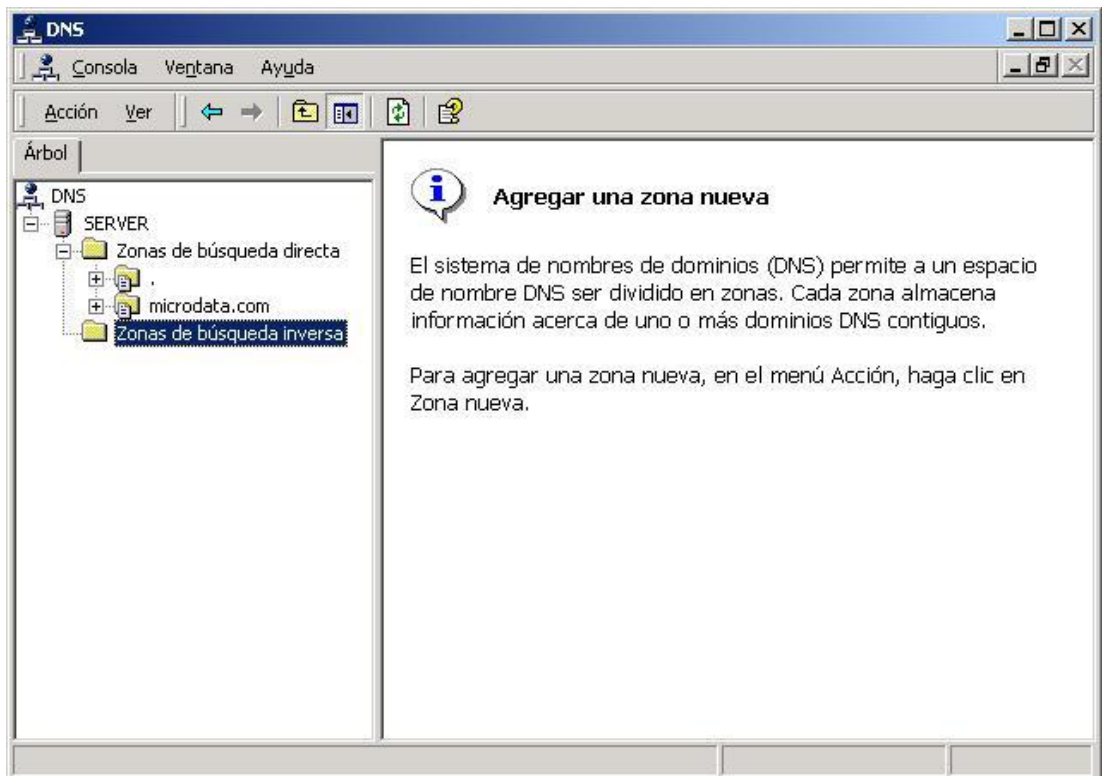 DNS
Consola Ventana Ayuda
Acción Ver
Árbol
DNS
SERVER
Zonas de búsqueda directa
.
microdata.com
Zonas de búsqueda inversa
Agregar una zona nueva
El sistema de nombres de dominios (DNS) permite a un espacio
de nombre DNS ser dividido en zonas. Cada zona almacena
información acerca de uno o más dominios DNS contiguos.
Para agregar una zona nueva, en el menú Acción, haga clic en
Zona nueva.